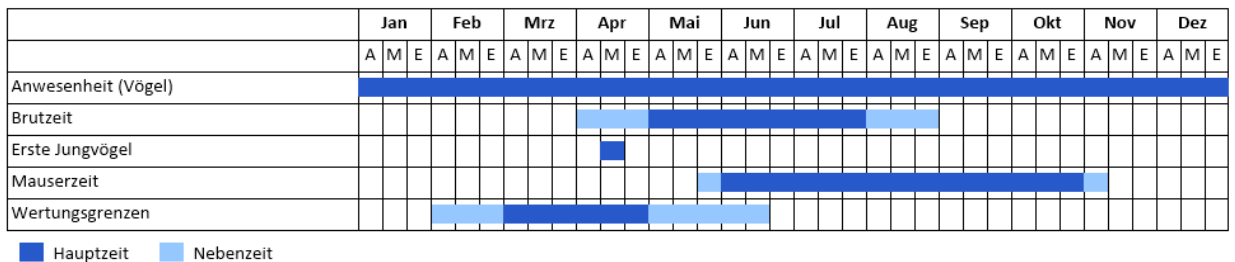 Jan Feb Mrz Apr Mai Jun Jul Aug Sep Okt Nov Dez
A M E A M E A M E A M E A M E A M E A M E A M E A M E A M E A M E A M E
Anwesenheit (Vögel)
Brutzeit
Erste Jungvögel
Mauserzeit
Wertungsgrenzen
Hauptzeit Nebenzeit